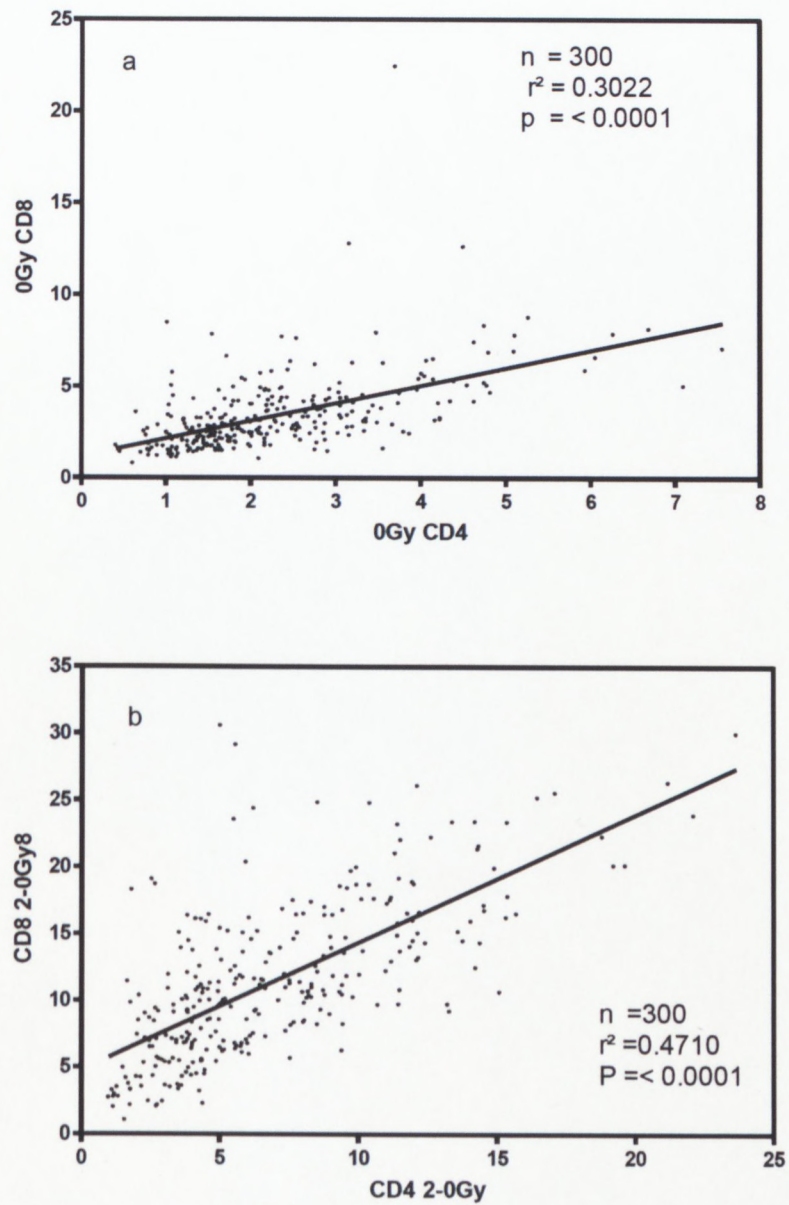 25
a
n = 300
r² = 0.3022
p = < 0.0001
20
15
0Gy CD8
10
5
0
0 1 2 3 4 5 6 7 8
0Gy CD4
35
b
30
25
20
CD8 2-0Gy8
15
10
n =300
r² =0.4710
P =< 0.0001
5
0
0 5 10 15 20 25
CD4 2-0Gy